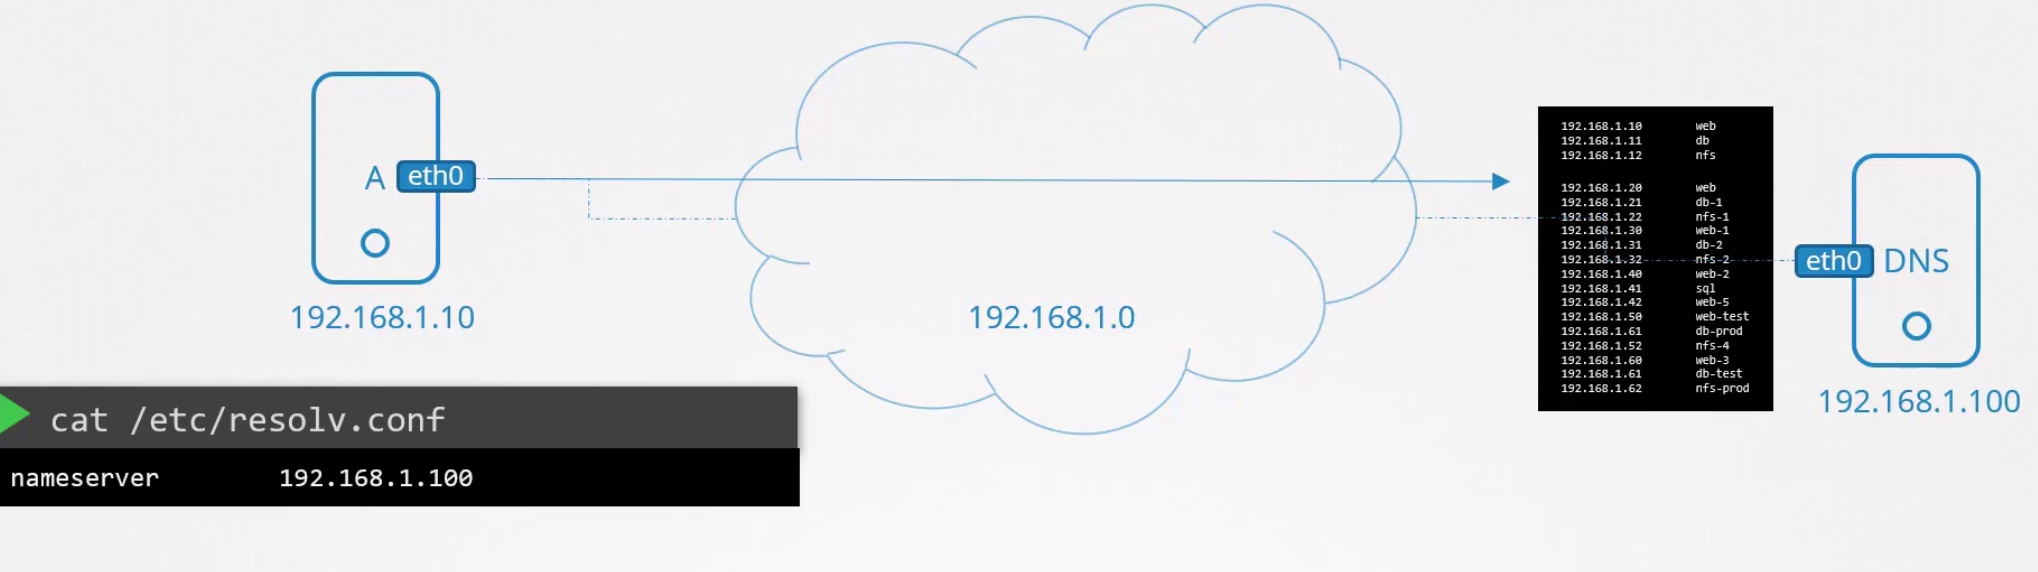 A eth0
192.168.1.10
192.168.1.0
192.168.1.10 web
192.168.1.11 db
192.168.1.12 nfs
192.168.1.20 web
192.168.1.21 db-1
192.168.1.22 nfs-1
192.168.1.30 web-1
192.168.1.31 db-2
192.168.1.32 nfs-2
192.168.1.40 web-2
192.168.1.41 sql
192.168.1.42 web-5
192.168.1.50 web-test
192.168.1.61 db-prod
192.168.1.52 nfs-4
192.168.1.60 web-3
192.168.1.61 db-test
192.168.1.62 nfs-prod
eth0 DNS
192.168.1.100
cat /etc/resolv.conf
nameserver 192.168.1.100